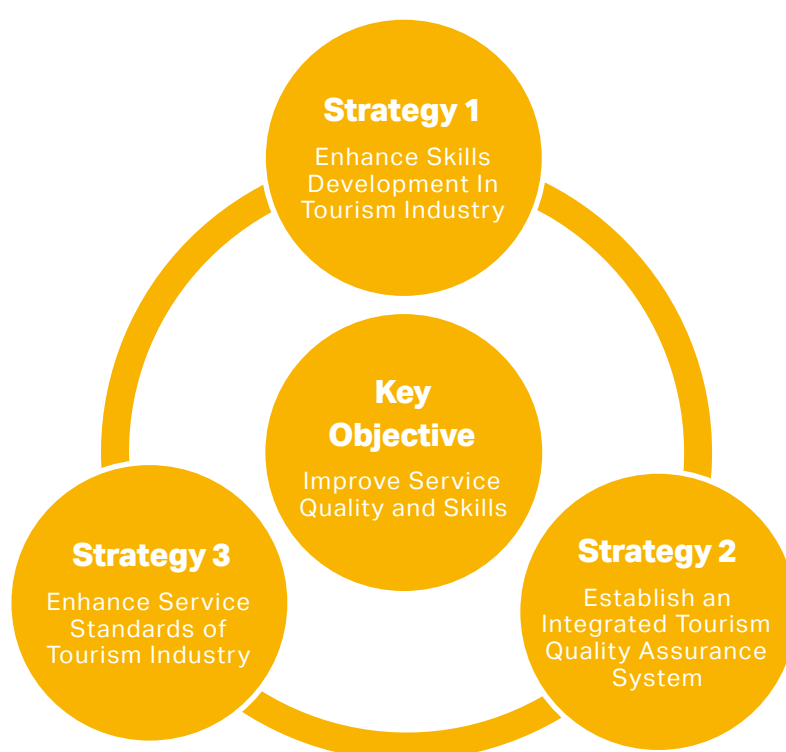 Strategy 1
Enhance Skills
Development In
Tourism Industry
Key
Objective
Improve Service
Quality and Skills
Strategy 3
Enhance Service
Standards of
Tourism Industry
Strategy 2
Establish an
Integrated Tourism
Quality Assurance
System